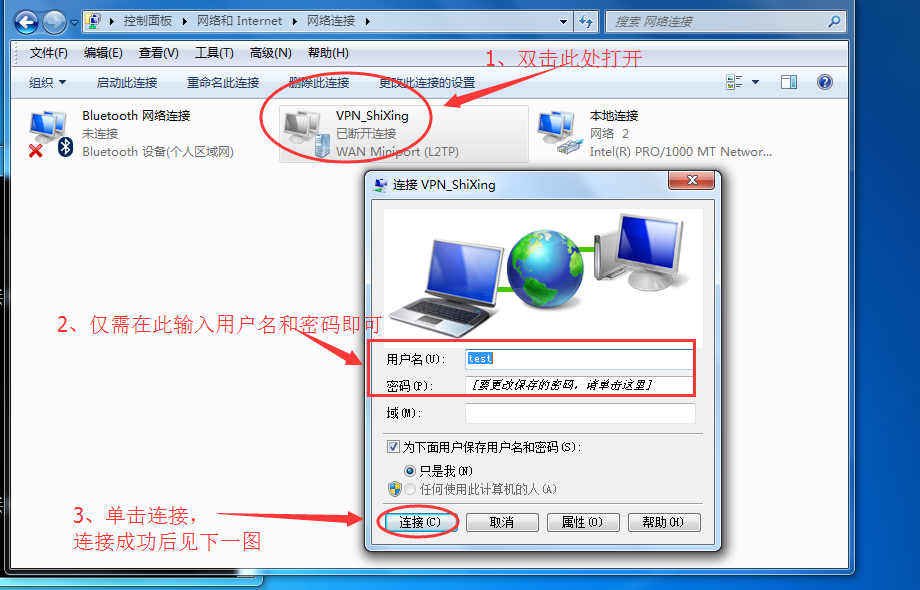 控制面板 ▸ 网络和 Internet ▸ 网络连接 ▸
搜索 网络连接
文件(F) 编辑(E) 查看(V) 工具(T) 高级(N) 帮助(H)
1、双击此处打开
组织 启动此连接 重命名此连接 删除此连接 更改此连接的设置
Bluetooth 网络连接
未连接
Bluetooth 设备(个人区域网)
VPN_ShiXing
已断开连接
WAN Miniport (L2TP)
本地连接
网络 2
Intel(R) PRO/1000 MT Networ...
连接 VPN_ShiXing
2、仅需在此输入用户名和密码即可
用户名(U): test
密码(P): [要更改保存的密码，请单击这里]
域(M):
为下面用户保存用户名和密码(S):
只是我(N)
任何使用此计算机的人(A)
3、单击连接，
连接成功后见下一图
连接(C) 取消 属性(O) 帮助(H)